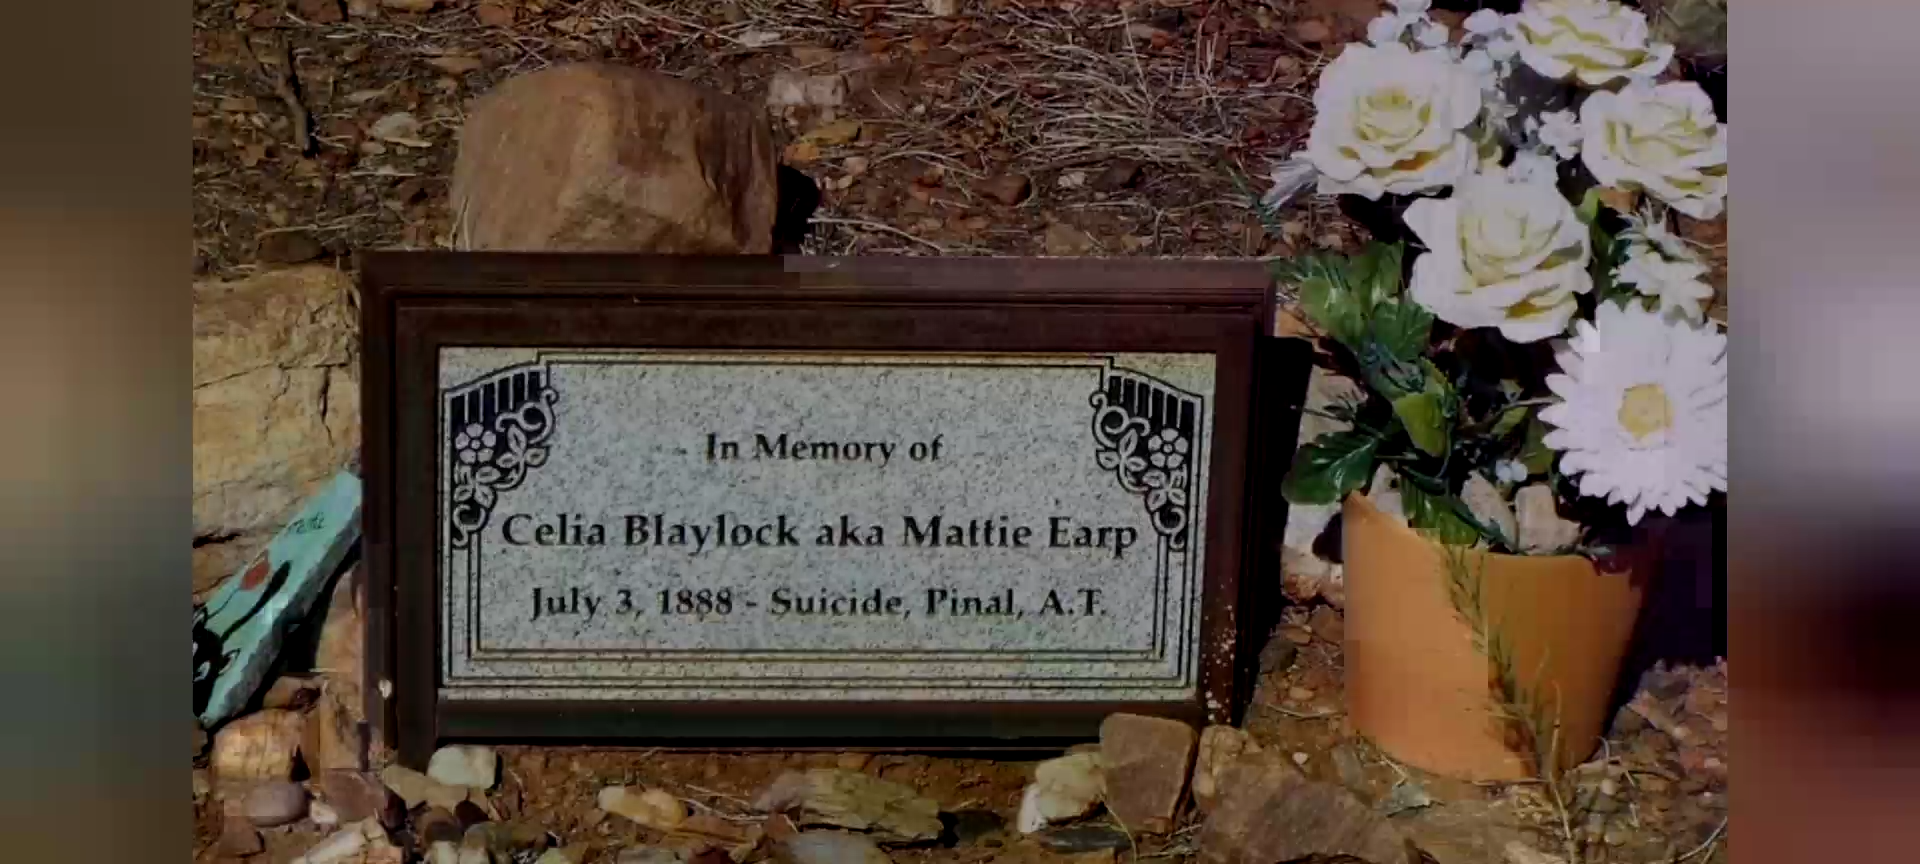 In Memory of
Celia Blaylock aka Mattie Earp
July 3, 1888 - Suicide, Pinal, A.T.